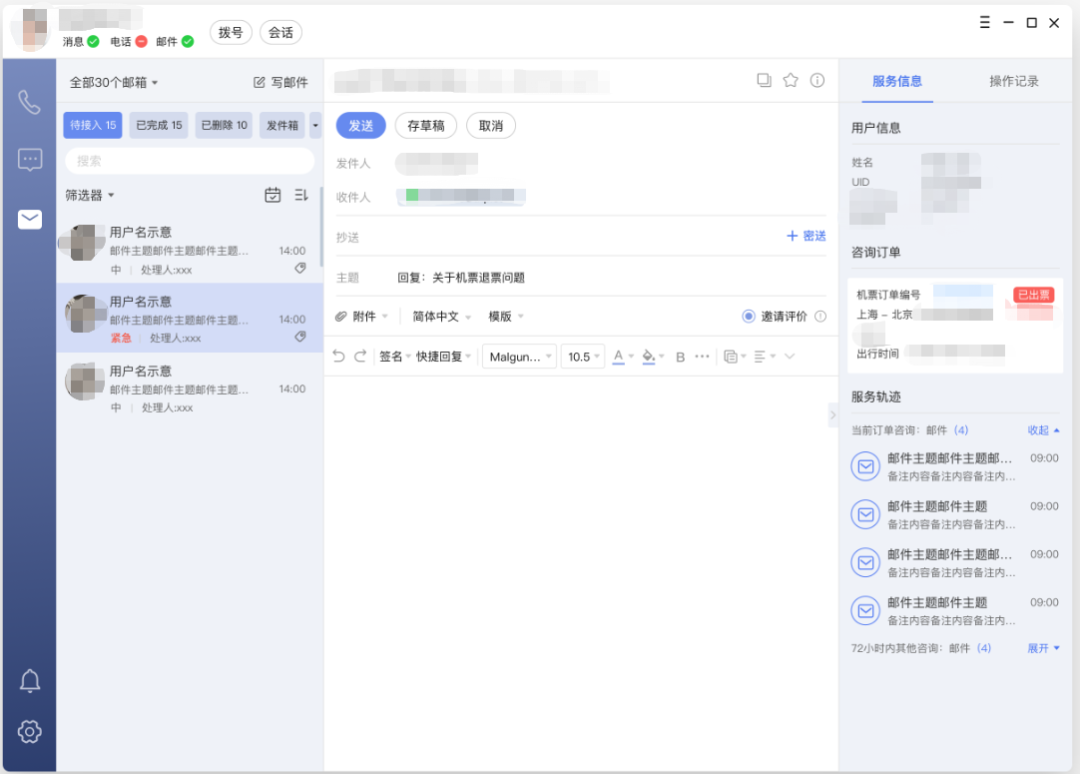 消息 电话 邮件 拨号 会话
全部30个邮箱 写邮件
待接入 15 已完成 15 已删除 10 发件箱
搜索
筛选器
用户名示意
邮件主题邮件主题邮件主题... 14:00
中 处理人:xxx
用户名示意
邮件主题邮件主题邮件主题... 14:00
紧急 处理人:xxx
用户名示意
邮件主题邮件主题邮件主题... 14:00
中 处理人:xxx
发送 存草稿 取消
发件人
收件人
抄送 + 密送
主题 回复：关于机票退票问题
附件 简体中文 模版 邀请评价
签名 快捷回复 Malgun... 10.5 A B ...
服务信息 操作记录
用户信息
姓名
UID
咨询订单
机票订单编号 已出票
上海 – 北京
出行时间
服务轨迹
当前订单咨询：邮件（4） 收起
邮件主题邮件主题邮... 09:00
备注内容备注内容备注内...
邮件主题邮件主题 09:00
备注内容备注内容备注内...
邮件主题邮件主题邮... 09:00
备注内容备注内容备注内...
邮件主题邮件主题 09:00
备注内容备注内容备注内...
72小时内其他咨询：邮件（4） 展开